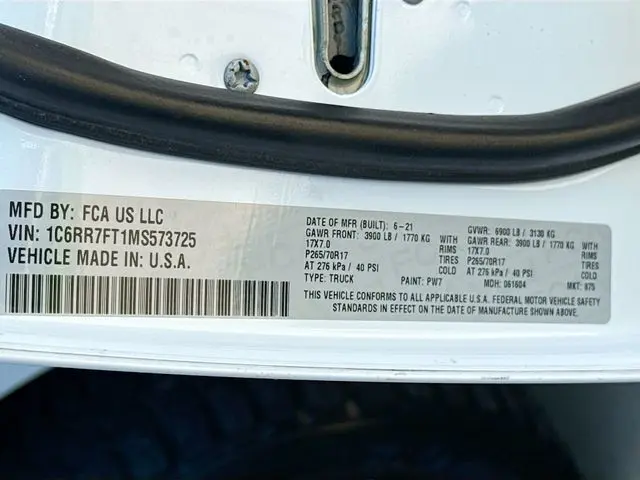 MFD BY: FCA US LLC
VIN: 1C6RR7FT1MS573725
VEHICLE MADE IN: U.S.A.
DATE OF MFR (BUILT): 6-21 GVWR: 6900 LB / 3130 KG
GAWR FRONT: 3900 LB / 1770 KG WITH GAWR REAR: 3900 LB / 1770 KG WITH
17X7.0 RIMS 17X7.0 RIMS
P265/70R17 TIRES P265/70R17 TIRES
AT 276 kPa / 40 PSI COLD AT 276 kPa / 40 PSI COLD
TYPE: TRUCK PAINT: PW7 MDH: 061604 MKT: 875
THIS VEHICLE CONFORMS TO ALL APPLICABLE U.S.A. FEDERAL MOTOR VEHICLE SAFETY
STANDARDS IN EFFECT ON THE DATE OF MANUFACTURE SHOWN ABOVE.